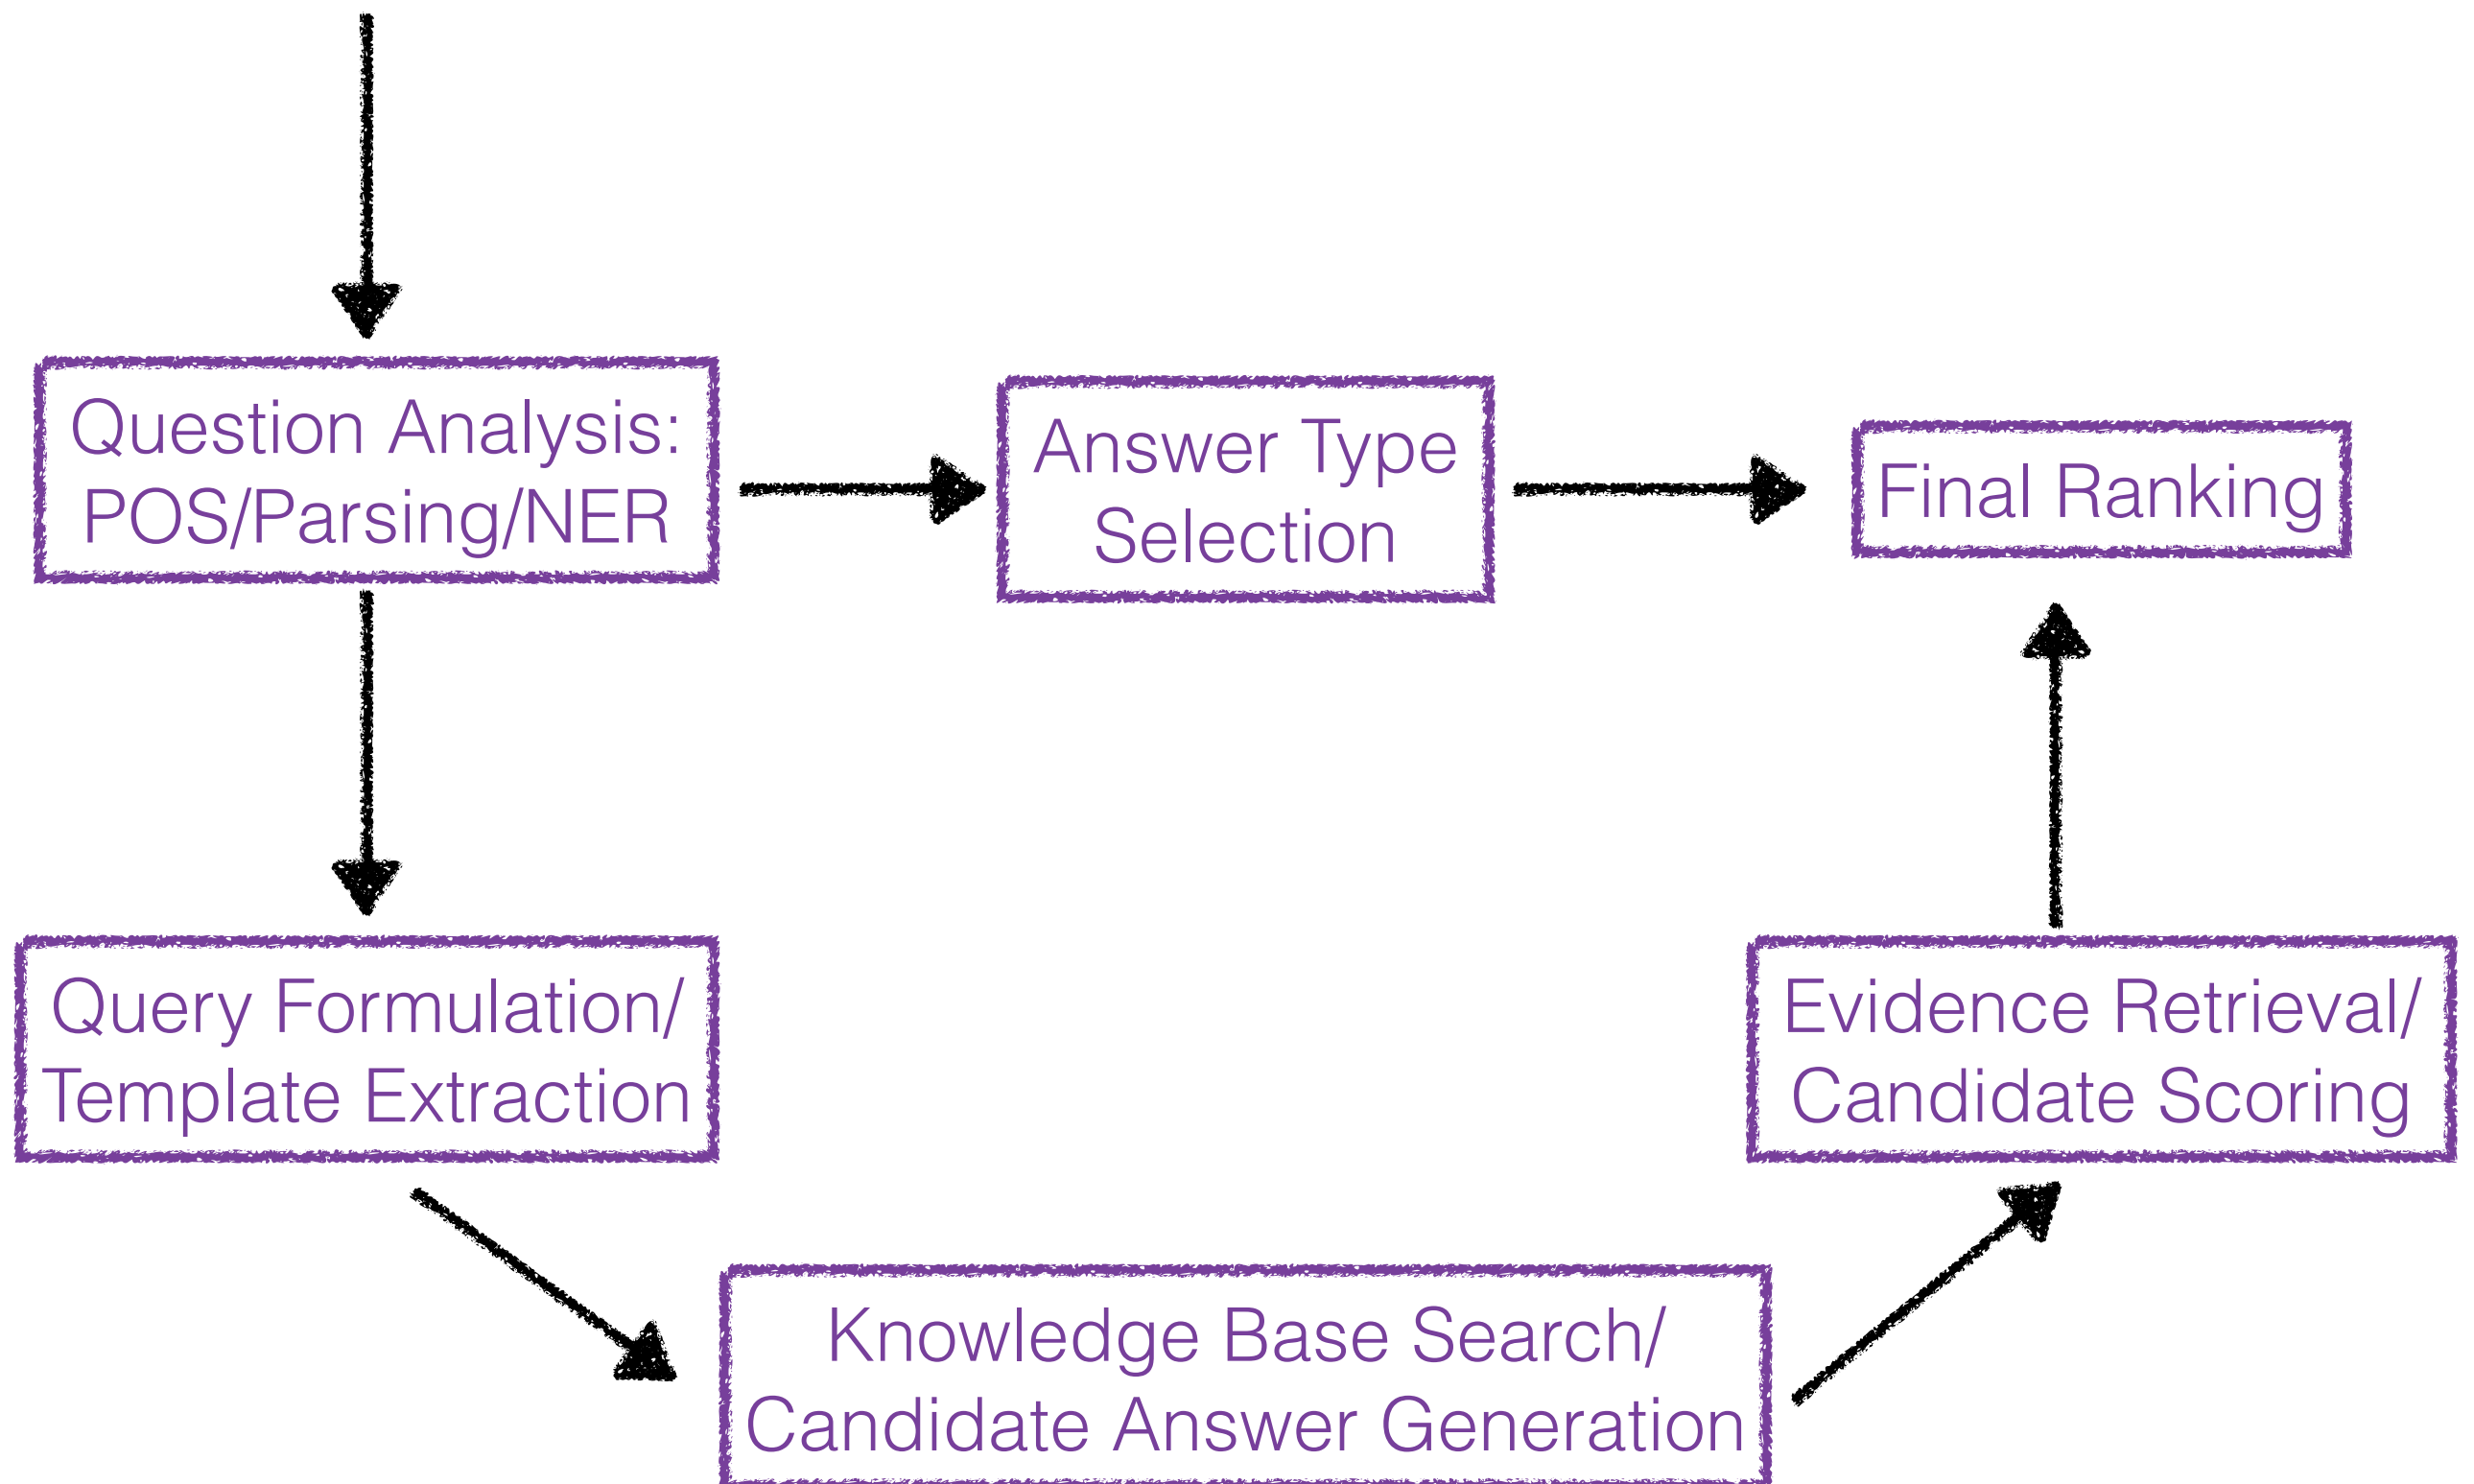 Question Analysis:
POS/Parsing/NER
Answer Type
Selection
Final Ranking
Query Formulation/
Template Extraction
Evidence Retrieval/
Candidate Scoring
Knowledge Base Search/
Candidate Answer Generation